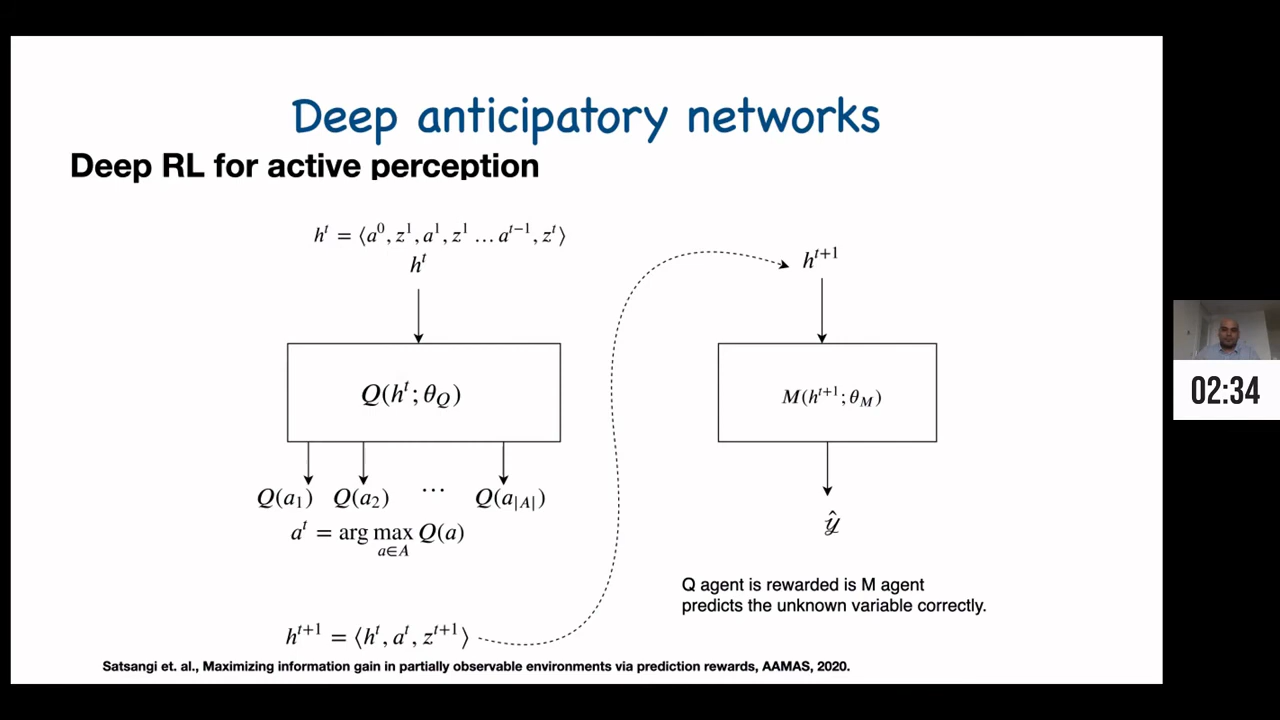 Deep anticipatory networks
Deep RL for active perception
hᵗ = ⟨a⁰, z¹, a¹, z¹ … aᵗ⁻¹, zᵗ⟩
hᵗ
Q(hᵗ; θ_Q)
Q(a₁) Q(a₂) ⋯ Q(a_|A|)
aᵗ = arg max Q(a)
a∈A
hᵗ⁺¹ = ⟨hᵗ, aᵗ, zᵗ⁺¹⟩
hᵗ⁺¹
M(hᵗ⁺¹; θ_M)
ŷ
Q agent is rewarded is M agent
predicts the unknown variable correctly.
Satsangi et. al., Maximizing information gain in partially observable environments via prediction rewards, AAMAS, 2020.
02:34